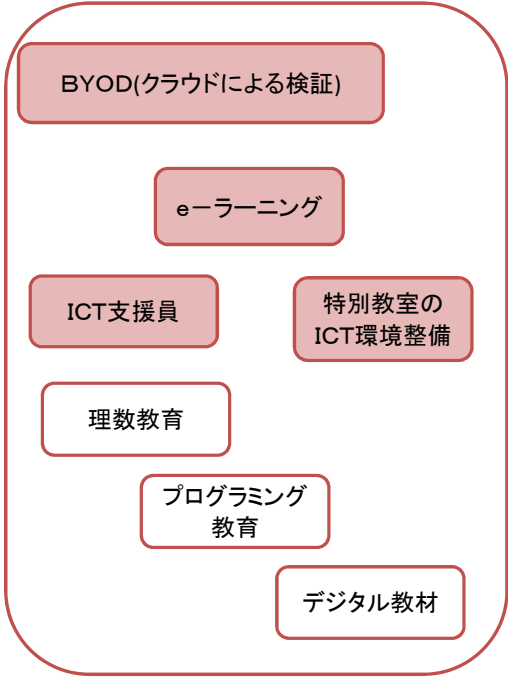 BYOD(クラウドによる検証)
e－ラーニング
ICT支援員
特別教室の
ICT環境整備
理数教育
プログラミング
教育
デジタル教材